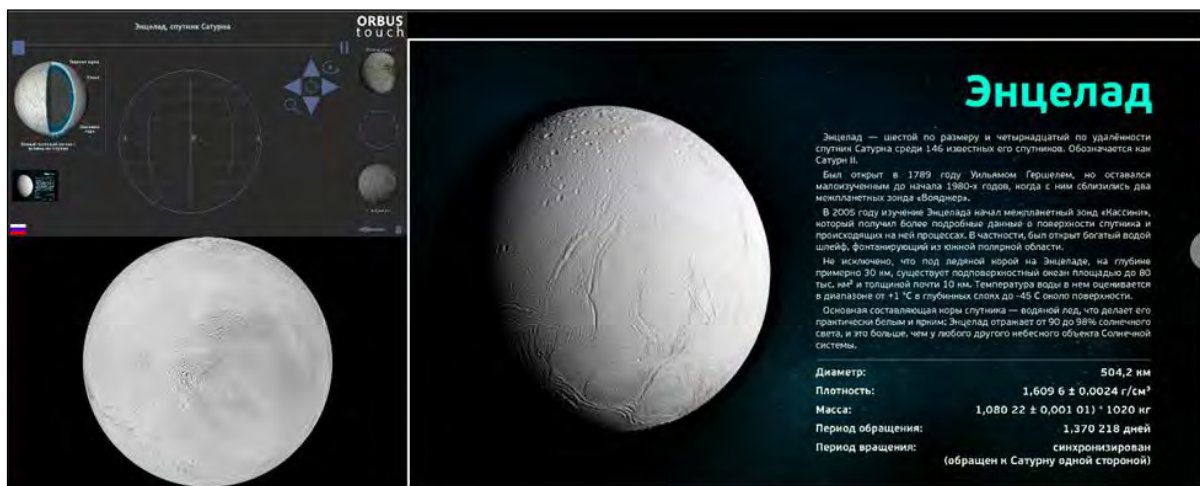 Энцелад, спутник Сатурна
ORBUS
touch
Энцелад
Энцелад — шестой по размеру и четырнадцатый по удалённости
спутник Сатурна среди 146 известных его спутников. Обозначается как
Сатурн II.
Был открыт в 1789 году Уильямом Гершелем, но оставался
малоизученным до начала 1980-х годов, когда с ним сблизились два
межпланетных зонда «Вояджер».
В 2005 году изучение Энцелада начал межпланетный зонд «Кассини»,
который получил более подробные данные о поверхности спутника и
происходящих на ней процессах. В частности, был открыт богатый водой
шлейф, фонтанирующий из южной полярной области.
Не исключено, что под ледяной корой на Энцеладе, на глубине
примерно 30 км, существует подповерхностный океан площадью до 80
тыс. км² и толщиной почти 10 км. Температура воды в нем оценивается
в диапазоне от +1 °С в глубинных слоях до -45 С около поверхности.
Основная составляющая коры спутника — водяной лед, что делает его
практически белым и ярким; Энцелад отражает от 90 до 98% солнечного
света, и это больше, чем у любого другого небесного объекта Солнечной
системы.
Диаметр: 504,2 км
Плотность: 1,609 6 ± 0,0024 г/см³
Масса: 1,080 22 ± 0,001 01) * 1020 кг
Период обращения: 1,370 218 дней
Период вращения: синхронизирован
(обращен к Сатурну одной стороной)